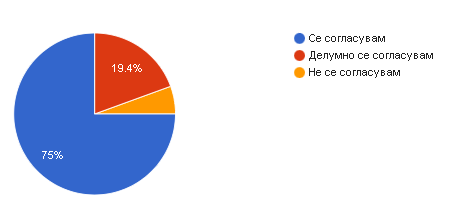 Се согласувам
Делумно се согласувам
Не се согласувам
19.4%
75%